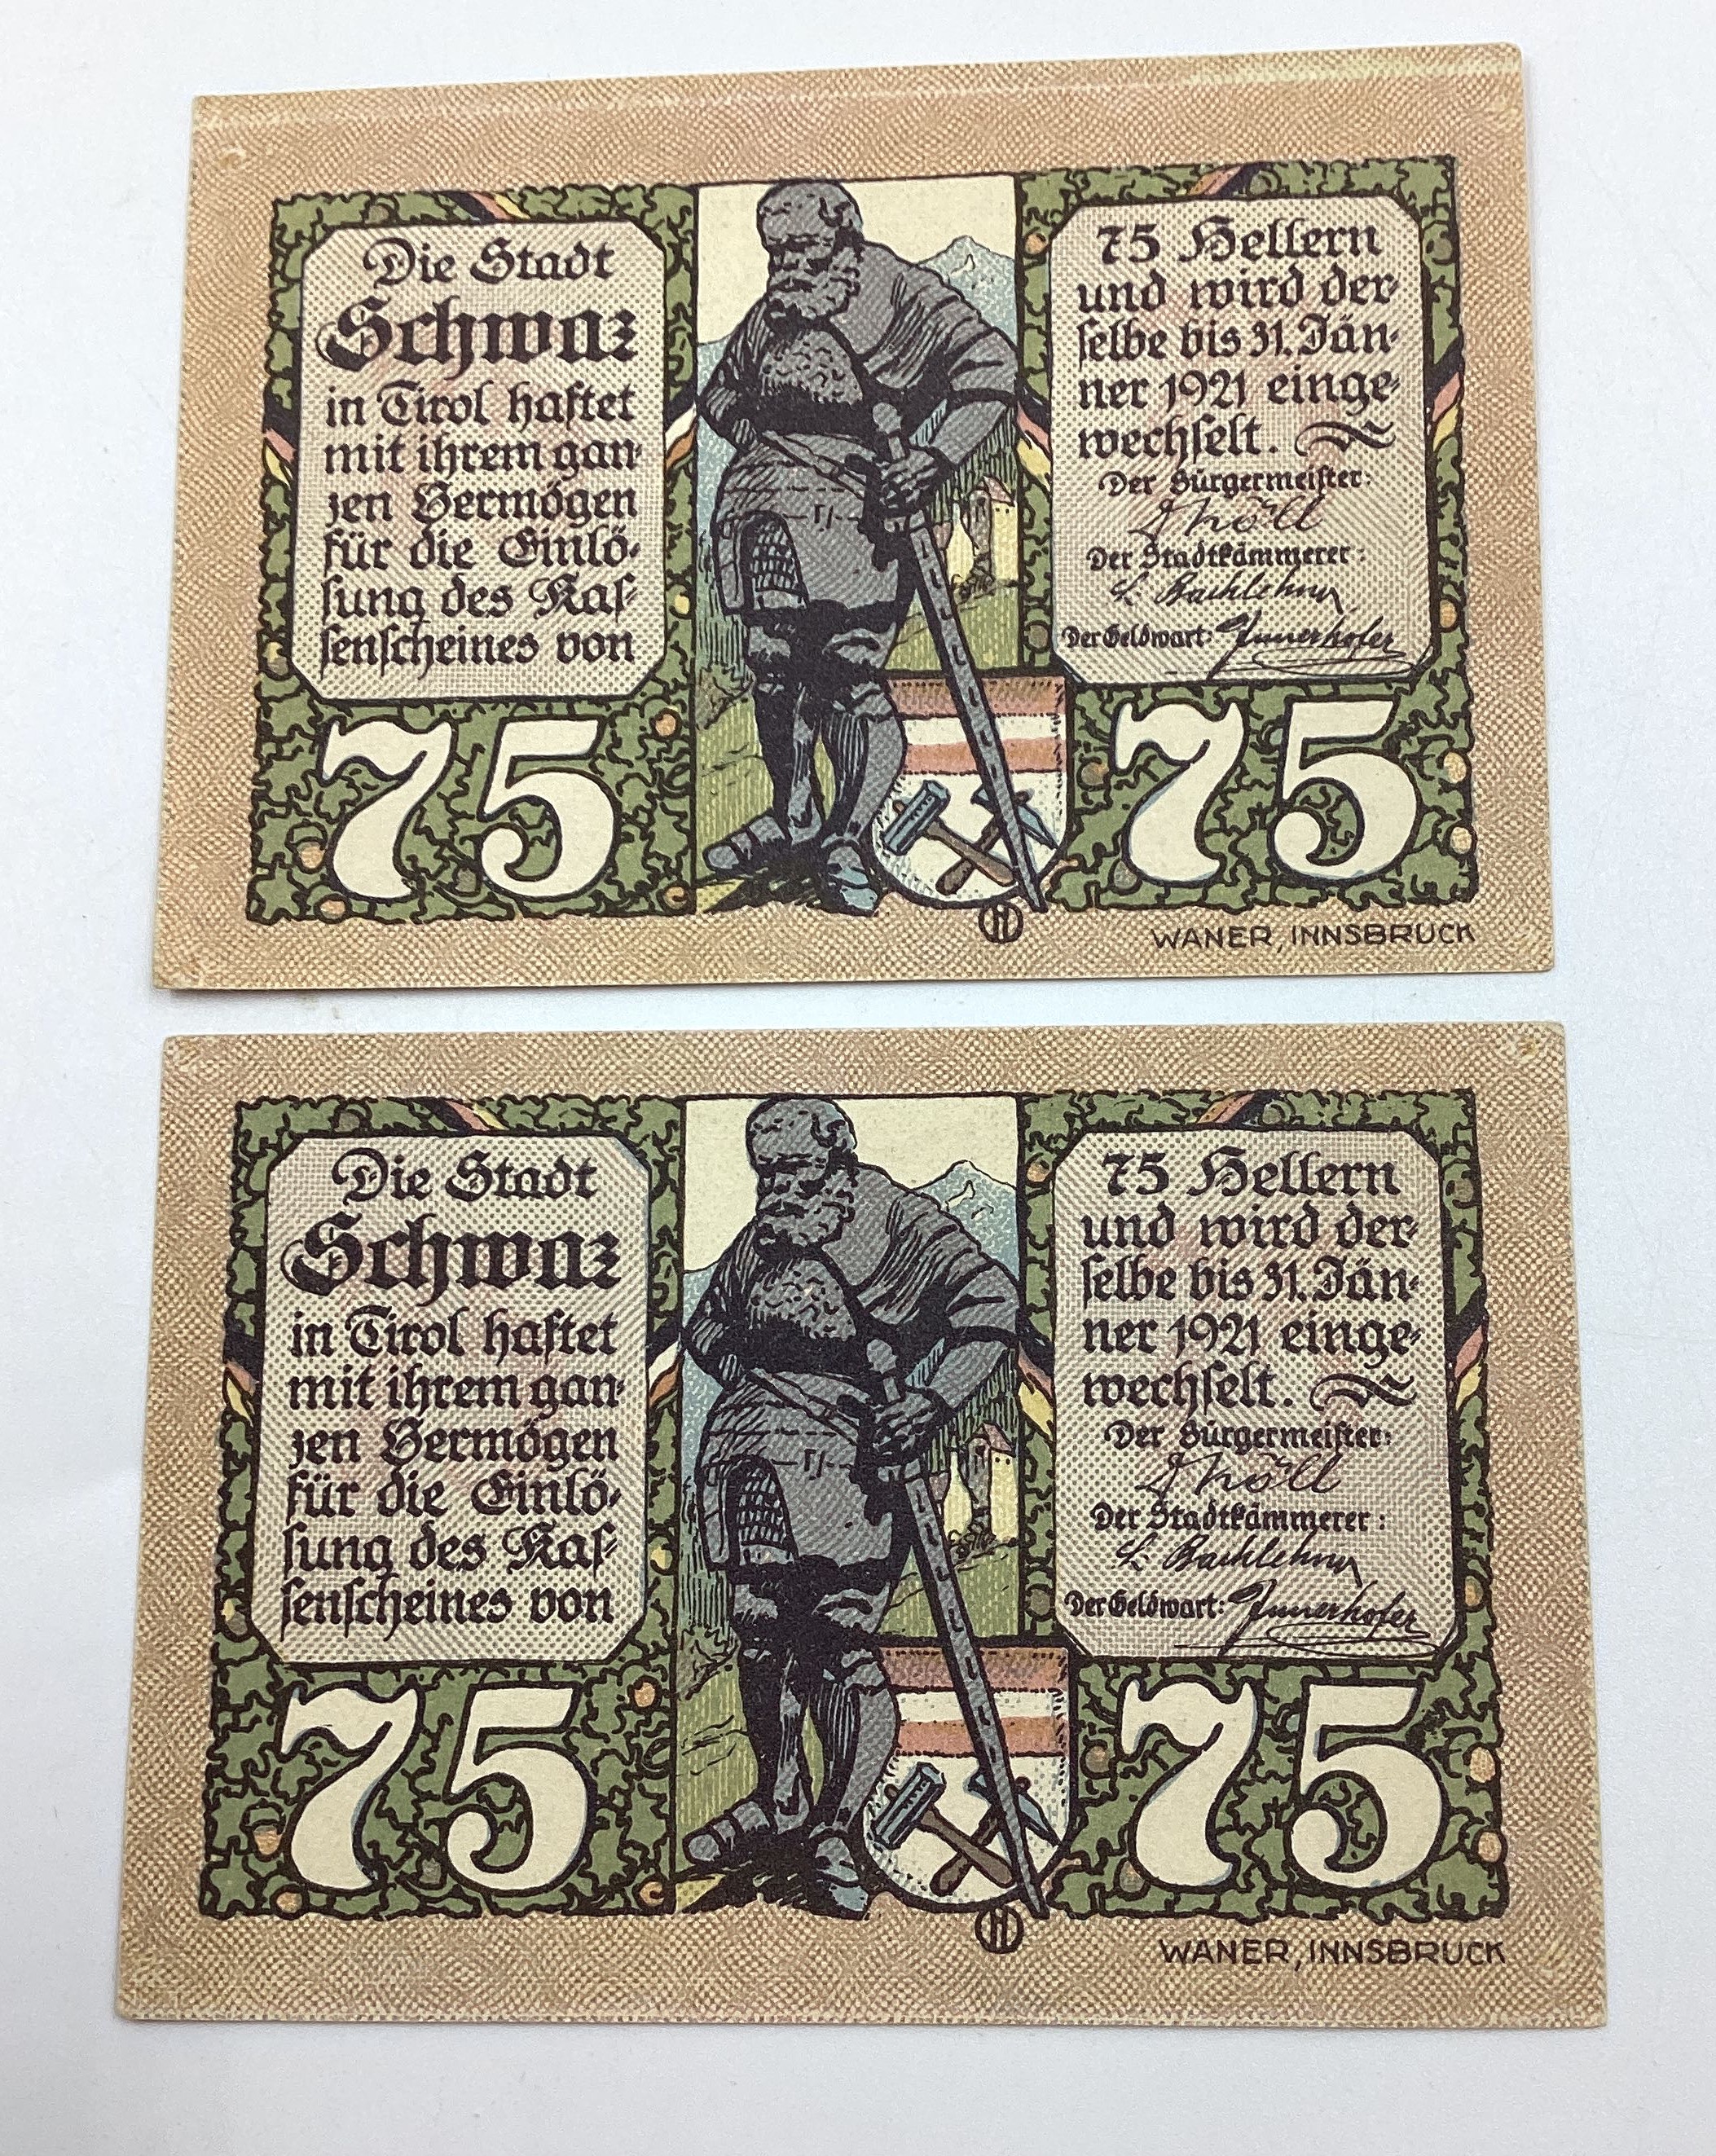 Die Stadt
Schwaz
in Tirol haftet
mit ihrem gan-
zen Vermögen
für die Einlö-
sung des Kas-
senscheines von
75
75 Hellern
und wird der-
selbe bis 31. Jän-
ner 1921 einge-
wechselt.
Der Bürgermeister:
Knöll
Der Stadtkämmerer:
Der Geldwart: Innerhofer
75
H
WANER, INNSBRUCK
Die Stadt
Schwaz
in Tirol haftet
mit ihrem gan-
zen Vermögen
für die Einlö-
sung des Kas-
senscheines von
75
75 Hellern
und wird der-
selbe bis 31. Jän-
ner 1921 einge-
wechselt.
Der Bürgermeister:
Knöll
Der Stadtkämmerer:
Der Geldwart: Innerhofer
75
H
WANER, INNSBRUCK